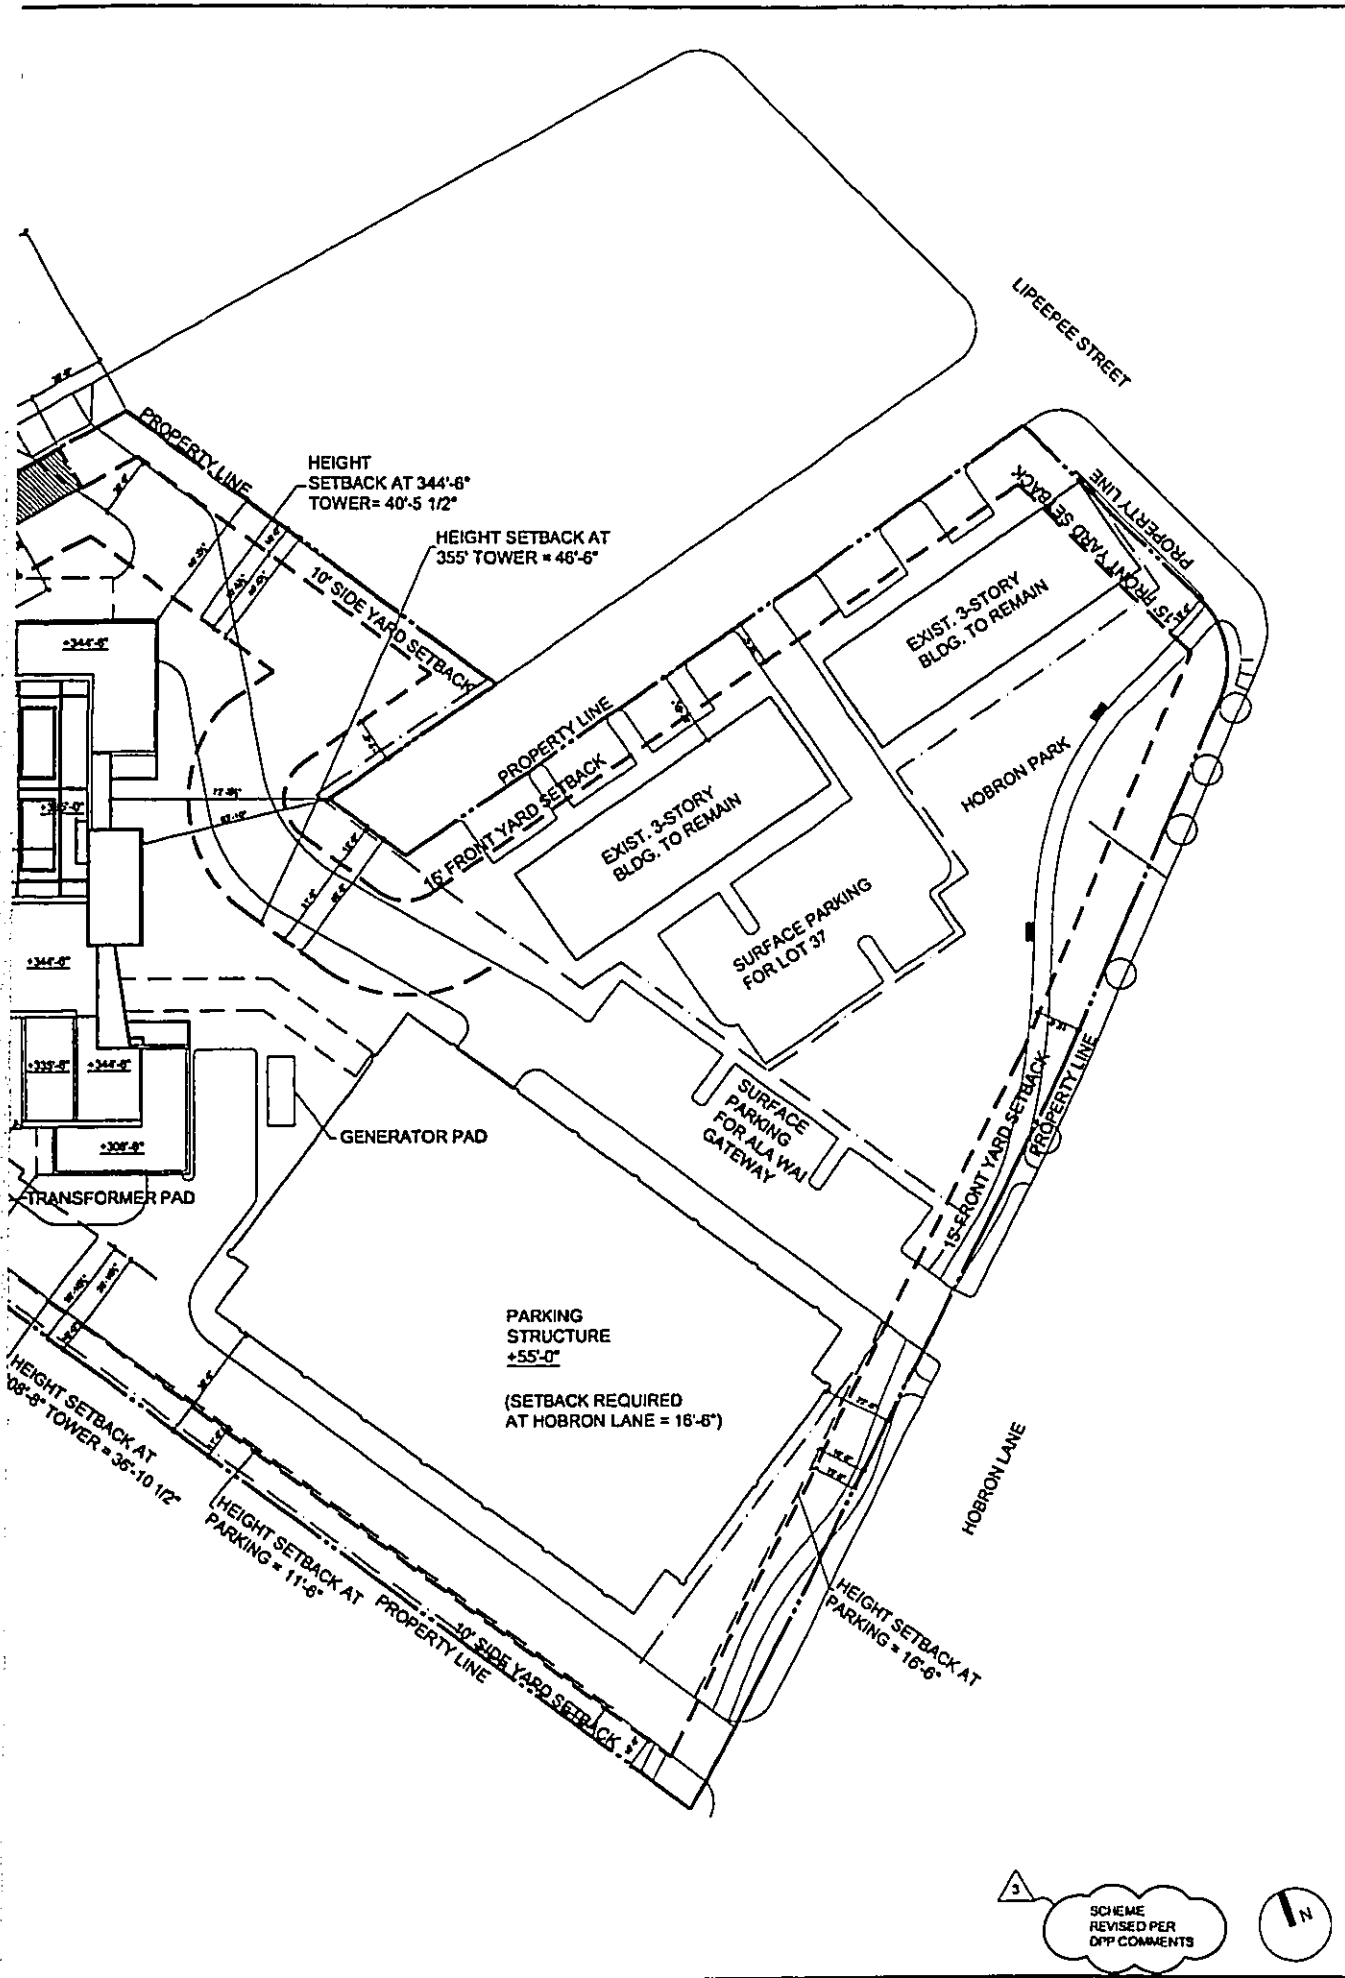 LIPEEPEE STREET
PROPERTY LINE
HEIGHT
SETBACK AT 344'-6"
TOWER= 40'-5 1/2"
HEIGHT SETBACK AT
355' TOWER = 46'-6"
10' SIDE YARD SETBACK
15' FRONT YARD SETBACK
PROPERTY LINE
EXIST. 3-STORY
BLDG. TO REMAIN
HOBRON PARK
+344'-6"
PROPERTY LINE
15' FRONT YARD SETBACK
EXIST. 3-STORY
BLDG. TO REMAIN
SURFACE PARKING
FOR LOT 37
+344'-6"
+335'-6"
+344'-6"
+308'-8"
GENERATOR PAD
TRANSFORMER PAD
SURFACE
PARKING
FOR ALA WAI
GATEWAY
15' FRONT YARD SETBACK
PROPERTY LINE
PARKING
STRUCTURE
+55'-0"
(SETBACK REQUIRED
AT HOBRON LANE = 16'-6")
HOBRON LANE
HEIGHT SETBACK AT
08'-8" TOWER = 36'-10 1/2"
HEIGHT SETBACK AT
PARKING = 11'-6"
PROPERTY LINE
10' SIDE YARD SETBACK
HEIGHT SETBACK AT
PARKING = 16'-6"
3
SCHEME
REVISED PER
DPP COMMENTS
N